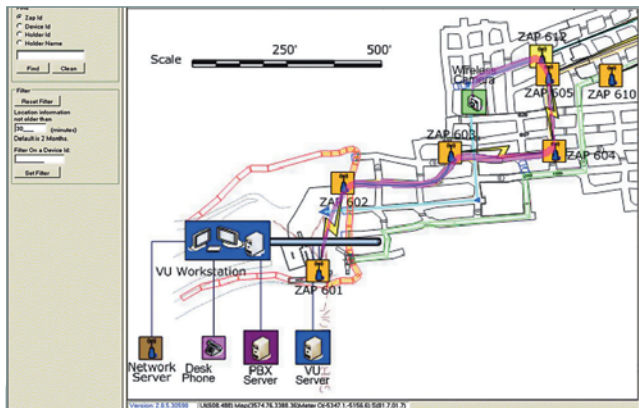 Zap Id
Device Id
Holder Id
Holder Name
Find
Clean
Filter
Reset Filter
Location information
not older than
30 (minutes)
Default is 2 Months.
Filter On a Device Id:
Set Filter
Scale
250'
500'
ZAP 612
Wireless
Camera
ZAP 605
ZAP 610
ZAP 603
ZAP 604
ZAP 602
VU Workstation
ZAP 601
Network
Server
Desk
Phone
PBX
Server
VU
Server